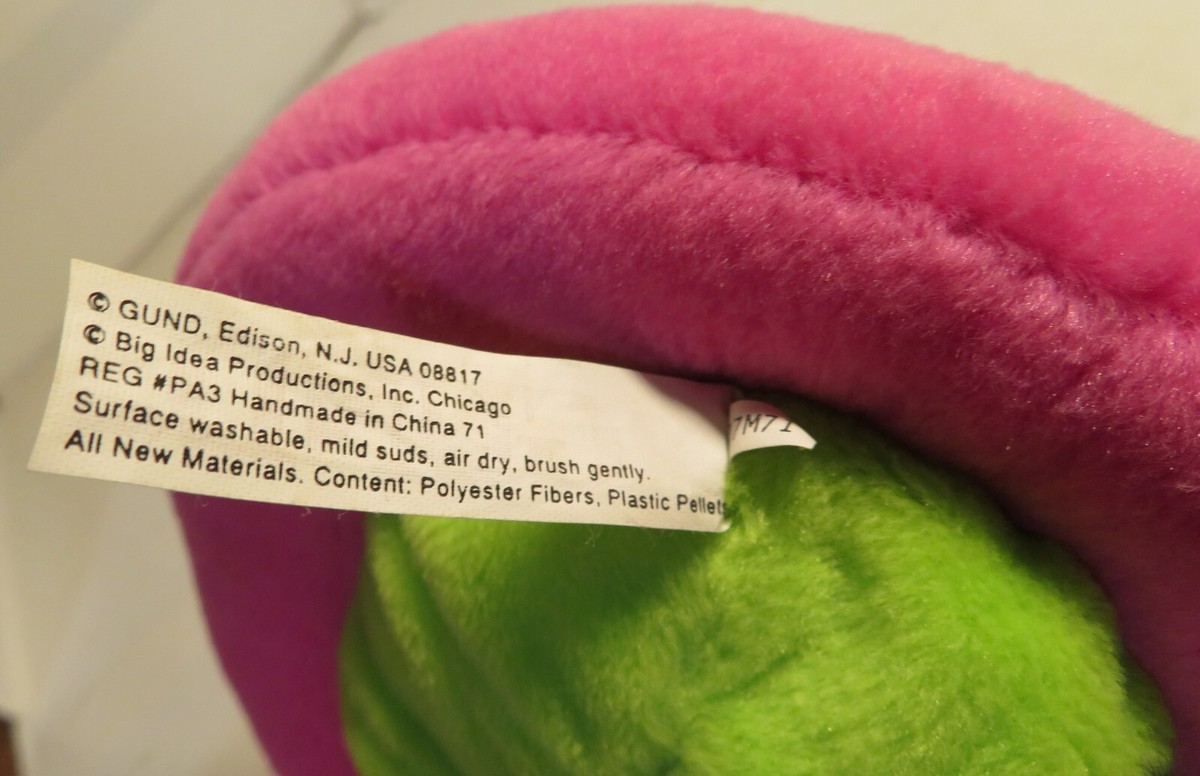 © GUND, Edison, N.J. USA 08817
© Big Idea Productions, Inc. Chicago
REG #PA3 Handmade in China 71
Surface washable, mild suds, air dry, brush gently.
All New Materials. Content: Polyester Fibers, Plastic Pellets
7M71